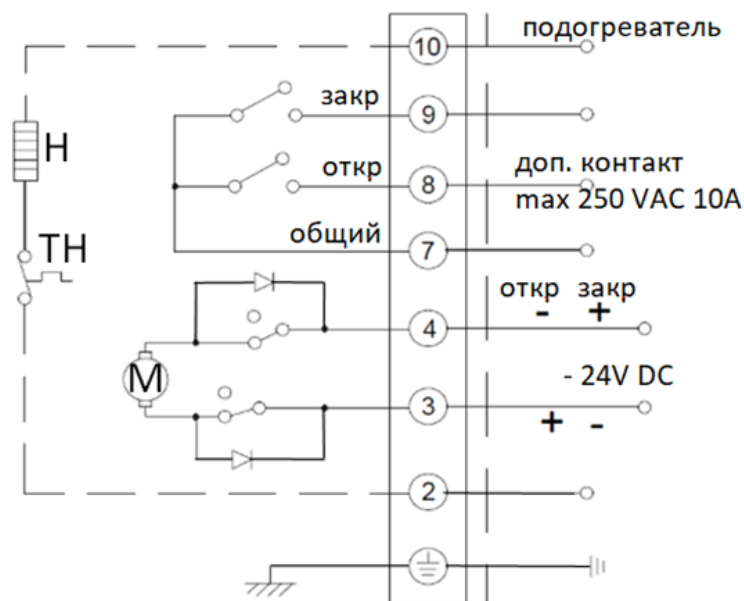 10 подогреватель
закр 9
H
откр 8 доп. контакт
max 250 VAC 10A
общий 7
TH
откр закр
4 - +
M
- 24V DC
3
+ -
2